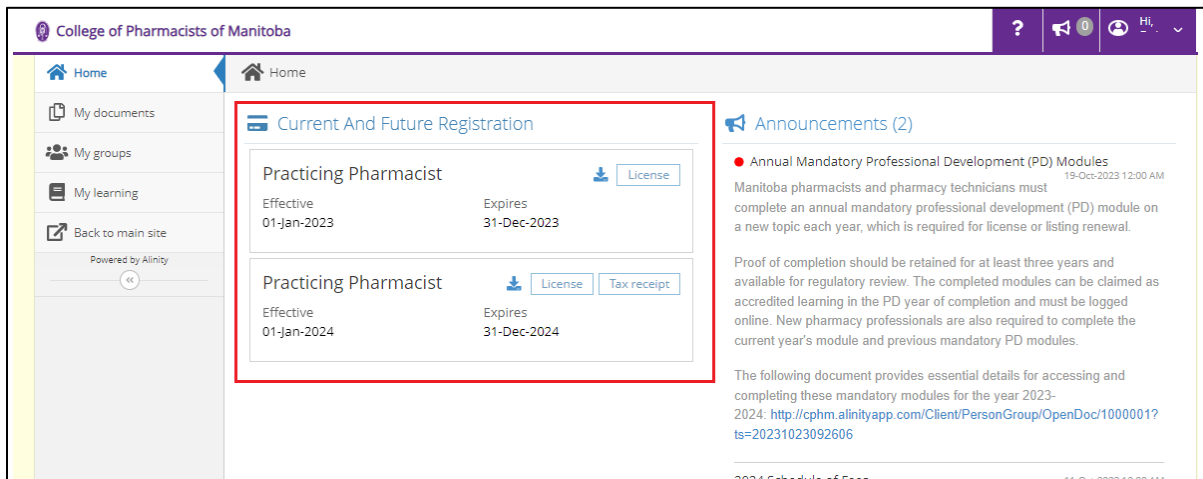 College of Pharmacists of Manitoba
? 0 Hi,
Home
My documents
My groups
My learning
Back to main site
Powered by Alinity
Home
Current And Future Registration
Practicing Pharmacist License
Effective Expires
01-Jan-2023 31-Dec-2023
Practicing Pharmacist License Tax receipt
Effective Expires
01-Jan-2024 31-Dec-2024
Announcements (2)
Annual Mandatory Professional Development (PD) Modules
19-Oct-2023 12:00 AM
Manitoba pharmacists and pharmacy technicians must
complete an annual mandatory professional development (PD) module on
a new topic each year, which is required for license or listing renewal.
Proof of completion should be retained for at least three years and
available for regulatory review. The completed modules can be claimed as
accredited learning in the PD year of completion and must be logged
online. New pharmacy professionals are also required to complete the
current year's module and previous mandatory PD modules.
The following document provides essential details for accessing and
completing these mandatory modules for the year 2023-
2024: http://cphm.alinityapp.com/Client/PersonGroup/OpenDoc/1000001?
ts=20231023092606
2024 Schedule of Fees